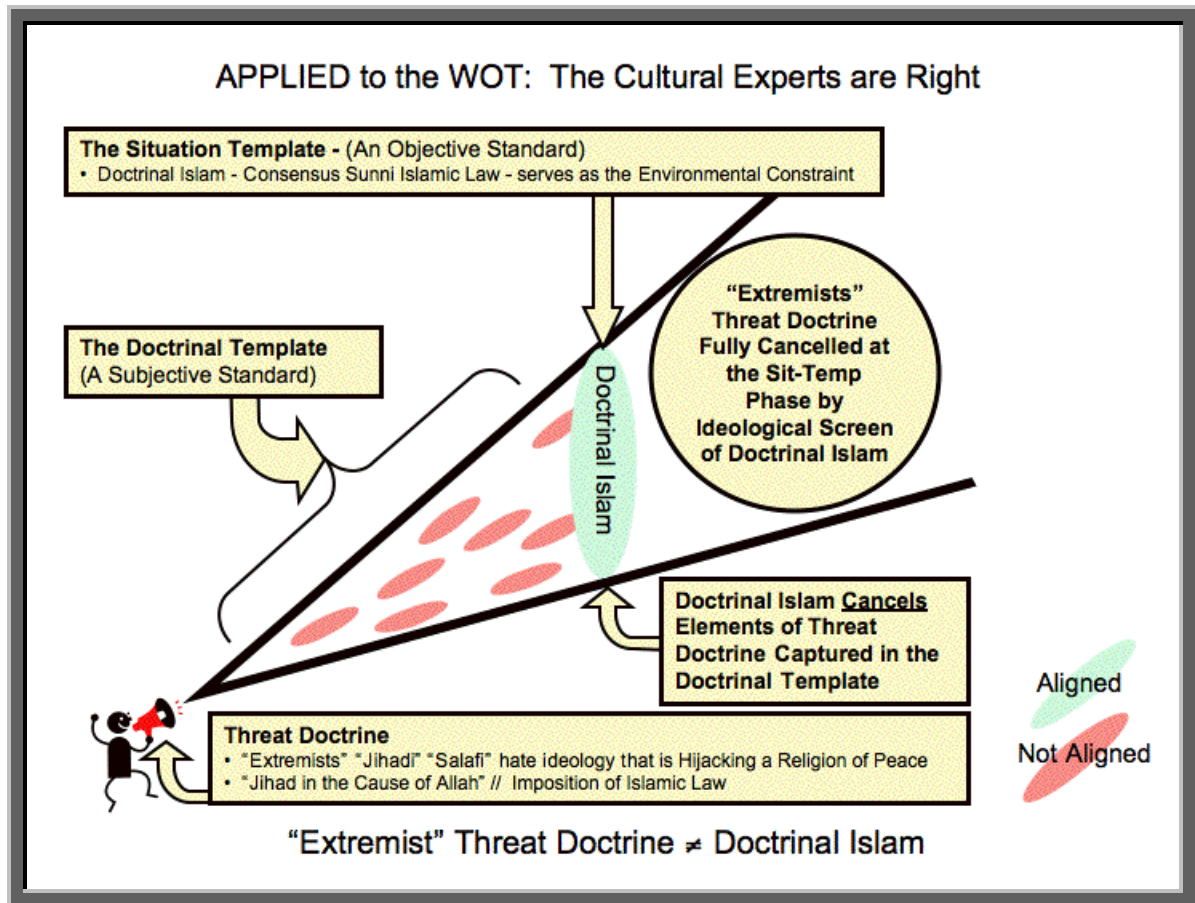 APPLIED to the WOT:  The Cultural Experts are Right
The Situation Template - (An Objective Standard)
• Doctrinal Islam - Consensus Sunni Islamic Law - serves as the Environmental Constraint
“Extremists”
Threat Doctrine
Fully Cancelled at
the Sit-Temp
Phase by
Ideological Screen
of Doctrinal Islam
The Doctrinal Template
(A Subjective Standard)
Doctrinal Islam
Doctrinal Islam Cancels
Elements of Threat
Doctrine Captured in the
Doctrinal Template
Aligned
Not Aligned
Threat Doctrine
• “Extremists” “Jihadi” “Salafi” hate ideology that is Hijacking a Religion of Peace
• “Jihad in the Cause of Allah” //  Imposition of Islamic Law
“Extremist” Threat Doctrine ≠ Doctrinal Islam